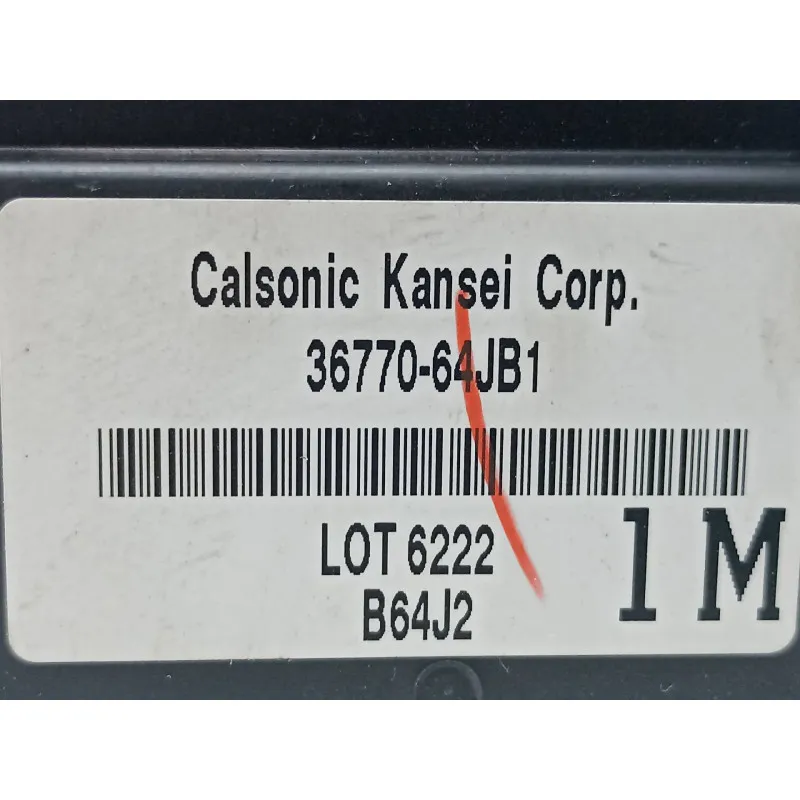 Calsonic Kansei Corp.
36770-64JB1
LOT 6222
B64J2
1M